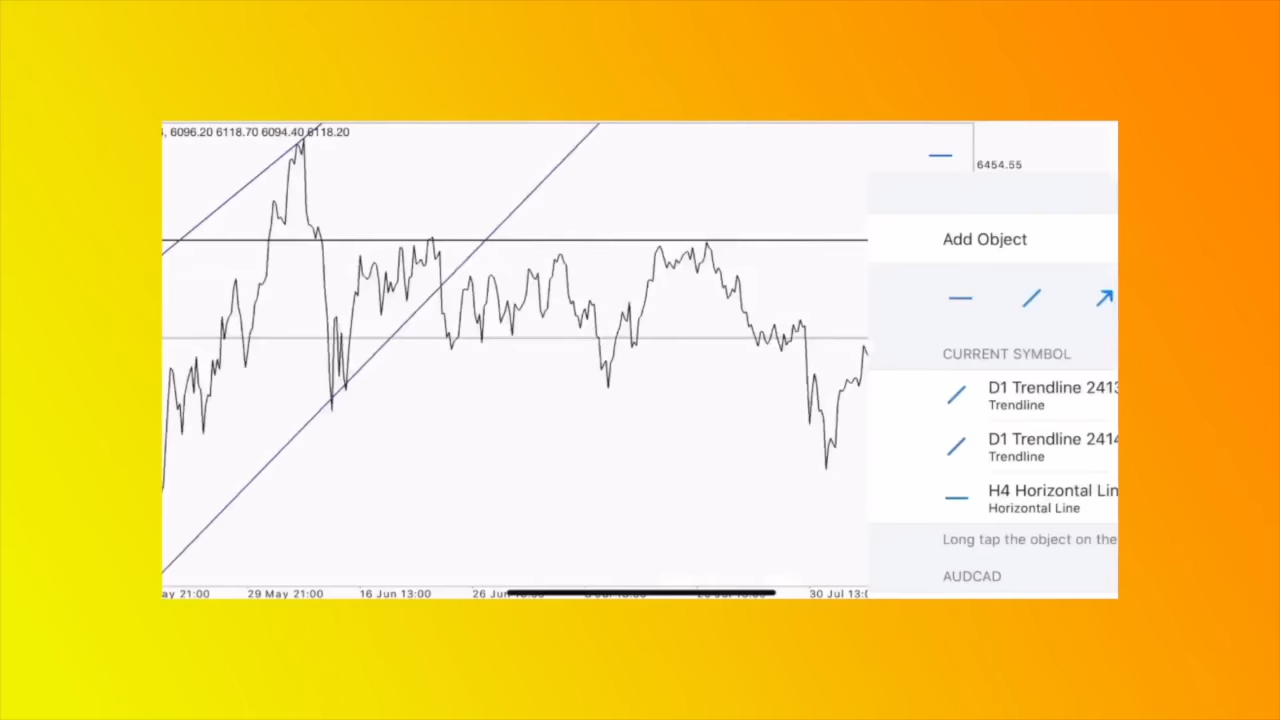 , 6096.20 6118.70 6094.40 6118.20
6454.55
Add Object
CURRENT SYMBOL
D1 Trendline 2413
Trendline
D1 Trendline 2414
Trendline
H4 Horizontal Lin
Horizontal Line
Long tap the object on the
AUDCAD
ay 21:00 29 May 21:00 16 Jun 13:00 26 Jun 30 Jul 13:0